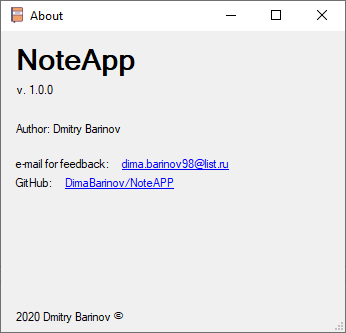 About
NoteApp
v. 1.0.0
Author: Dmitry Barinov
e-mail for feedback: dima.barinov98@list.ru
GitHub: DimaBarinov/NoteAPP
2020 Dmitry Barinov ©